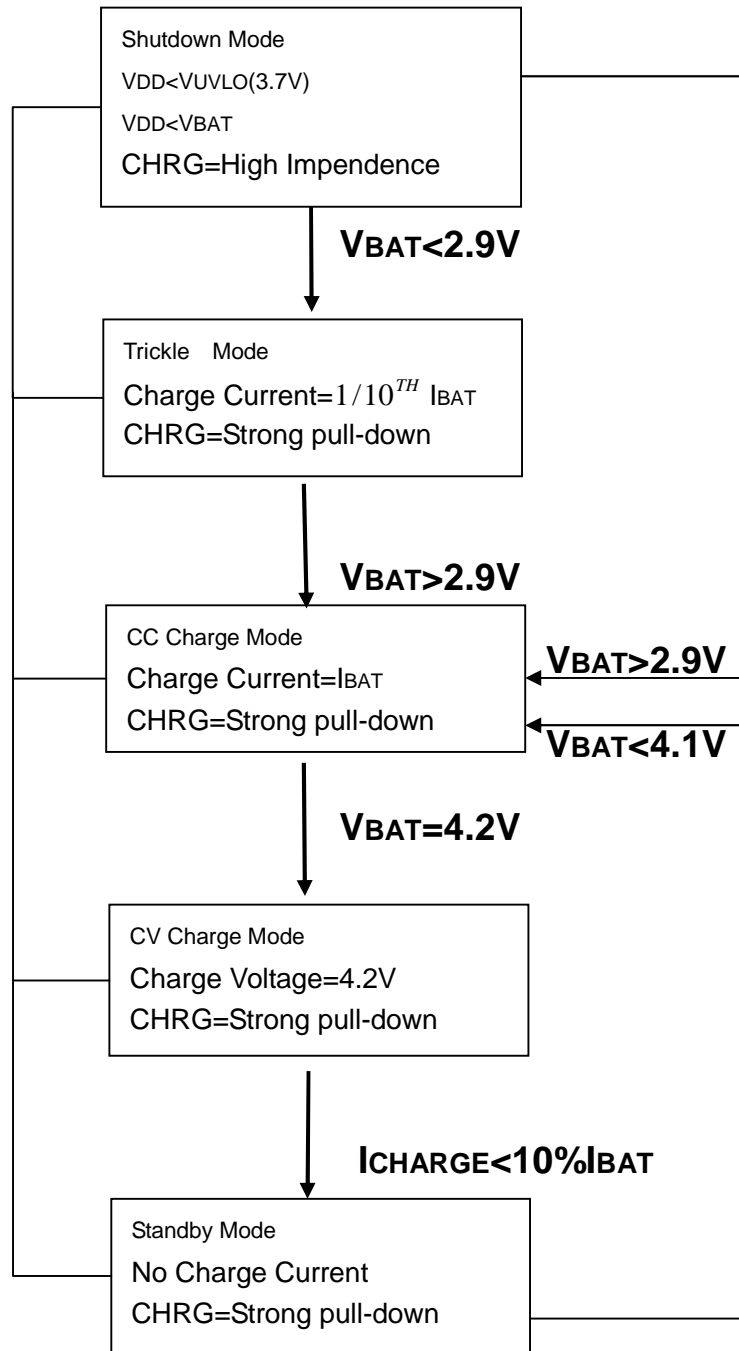 Shutdown Mode
VDD<VUVLO(3.7V)
VDD<VBAT
CHRG=High Impendence
VBAT<2.9V
Trickle Mode
Charge Current=1/10^TH IBAT
CHRG=Strong pull-down
VBAT>2.9V
CC Charge Mode
Charge Current=IBAT
CHRG=Strong pull-down
VBAT>2.9V
VBAT<4.1V
VBAT=4.2V
CV Charge Mode
Charge Voltage=4.2V
CHRG=Strong pull-down
ICHARGE<10%IBAT
Standby Mode
No Charge Current
CHRG=Strong pull-down